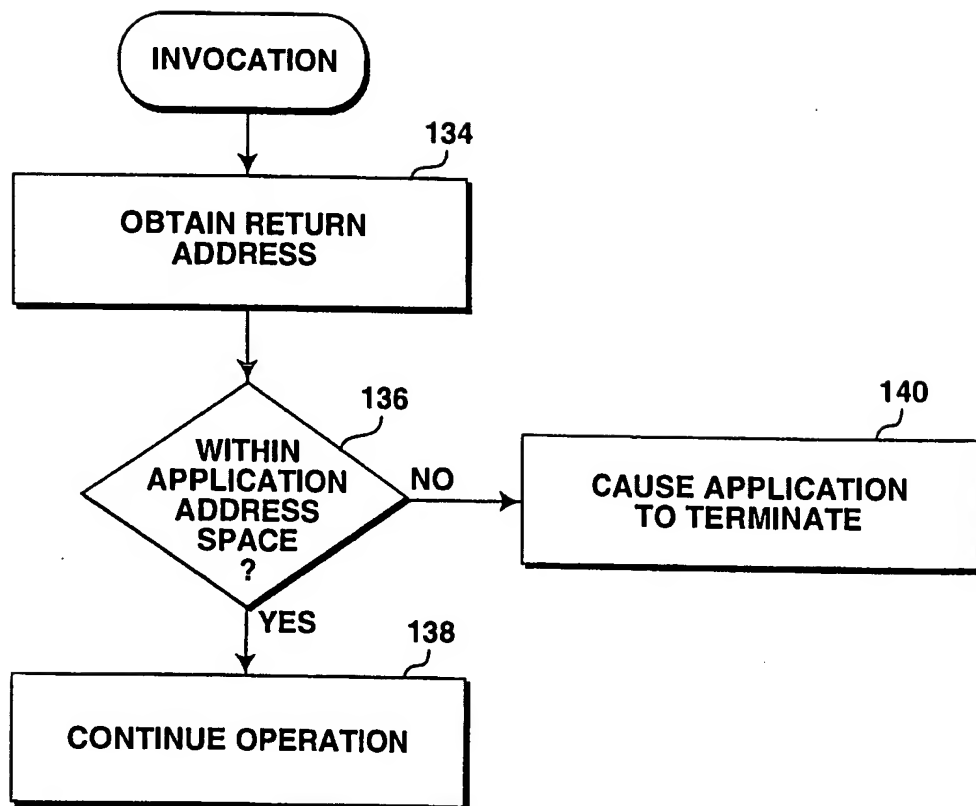 INVOCATION
134
OBTAIN RETURN
ADDRESS
136
WITHIN
APPLICATION
ADDRESS
SPACE
?
NO
140
CAUSE APPLICATION
TO TERMINATE
YES
138
CONTINUE OPERATION